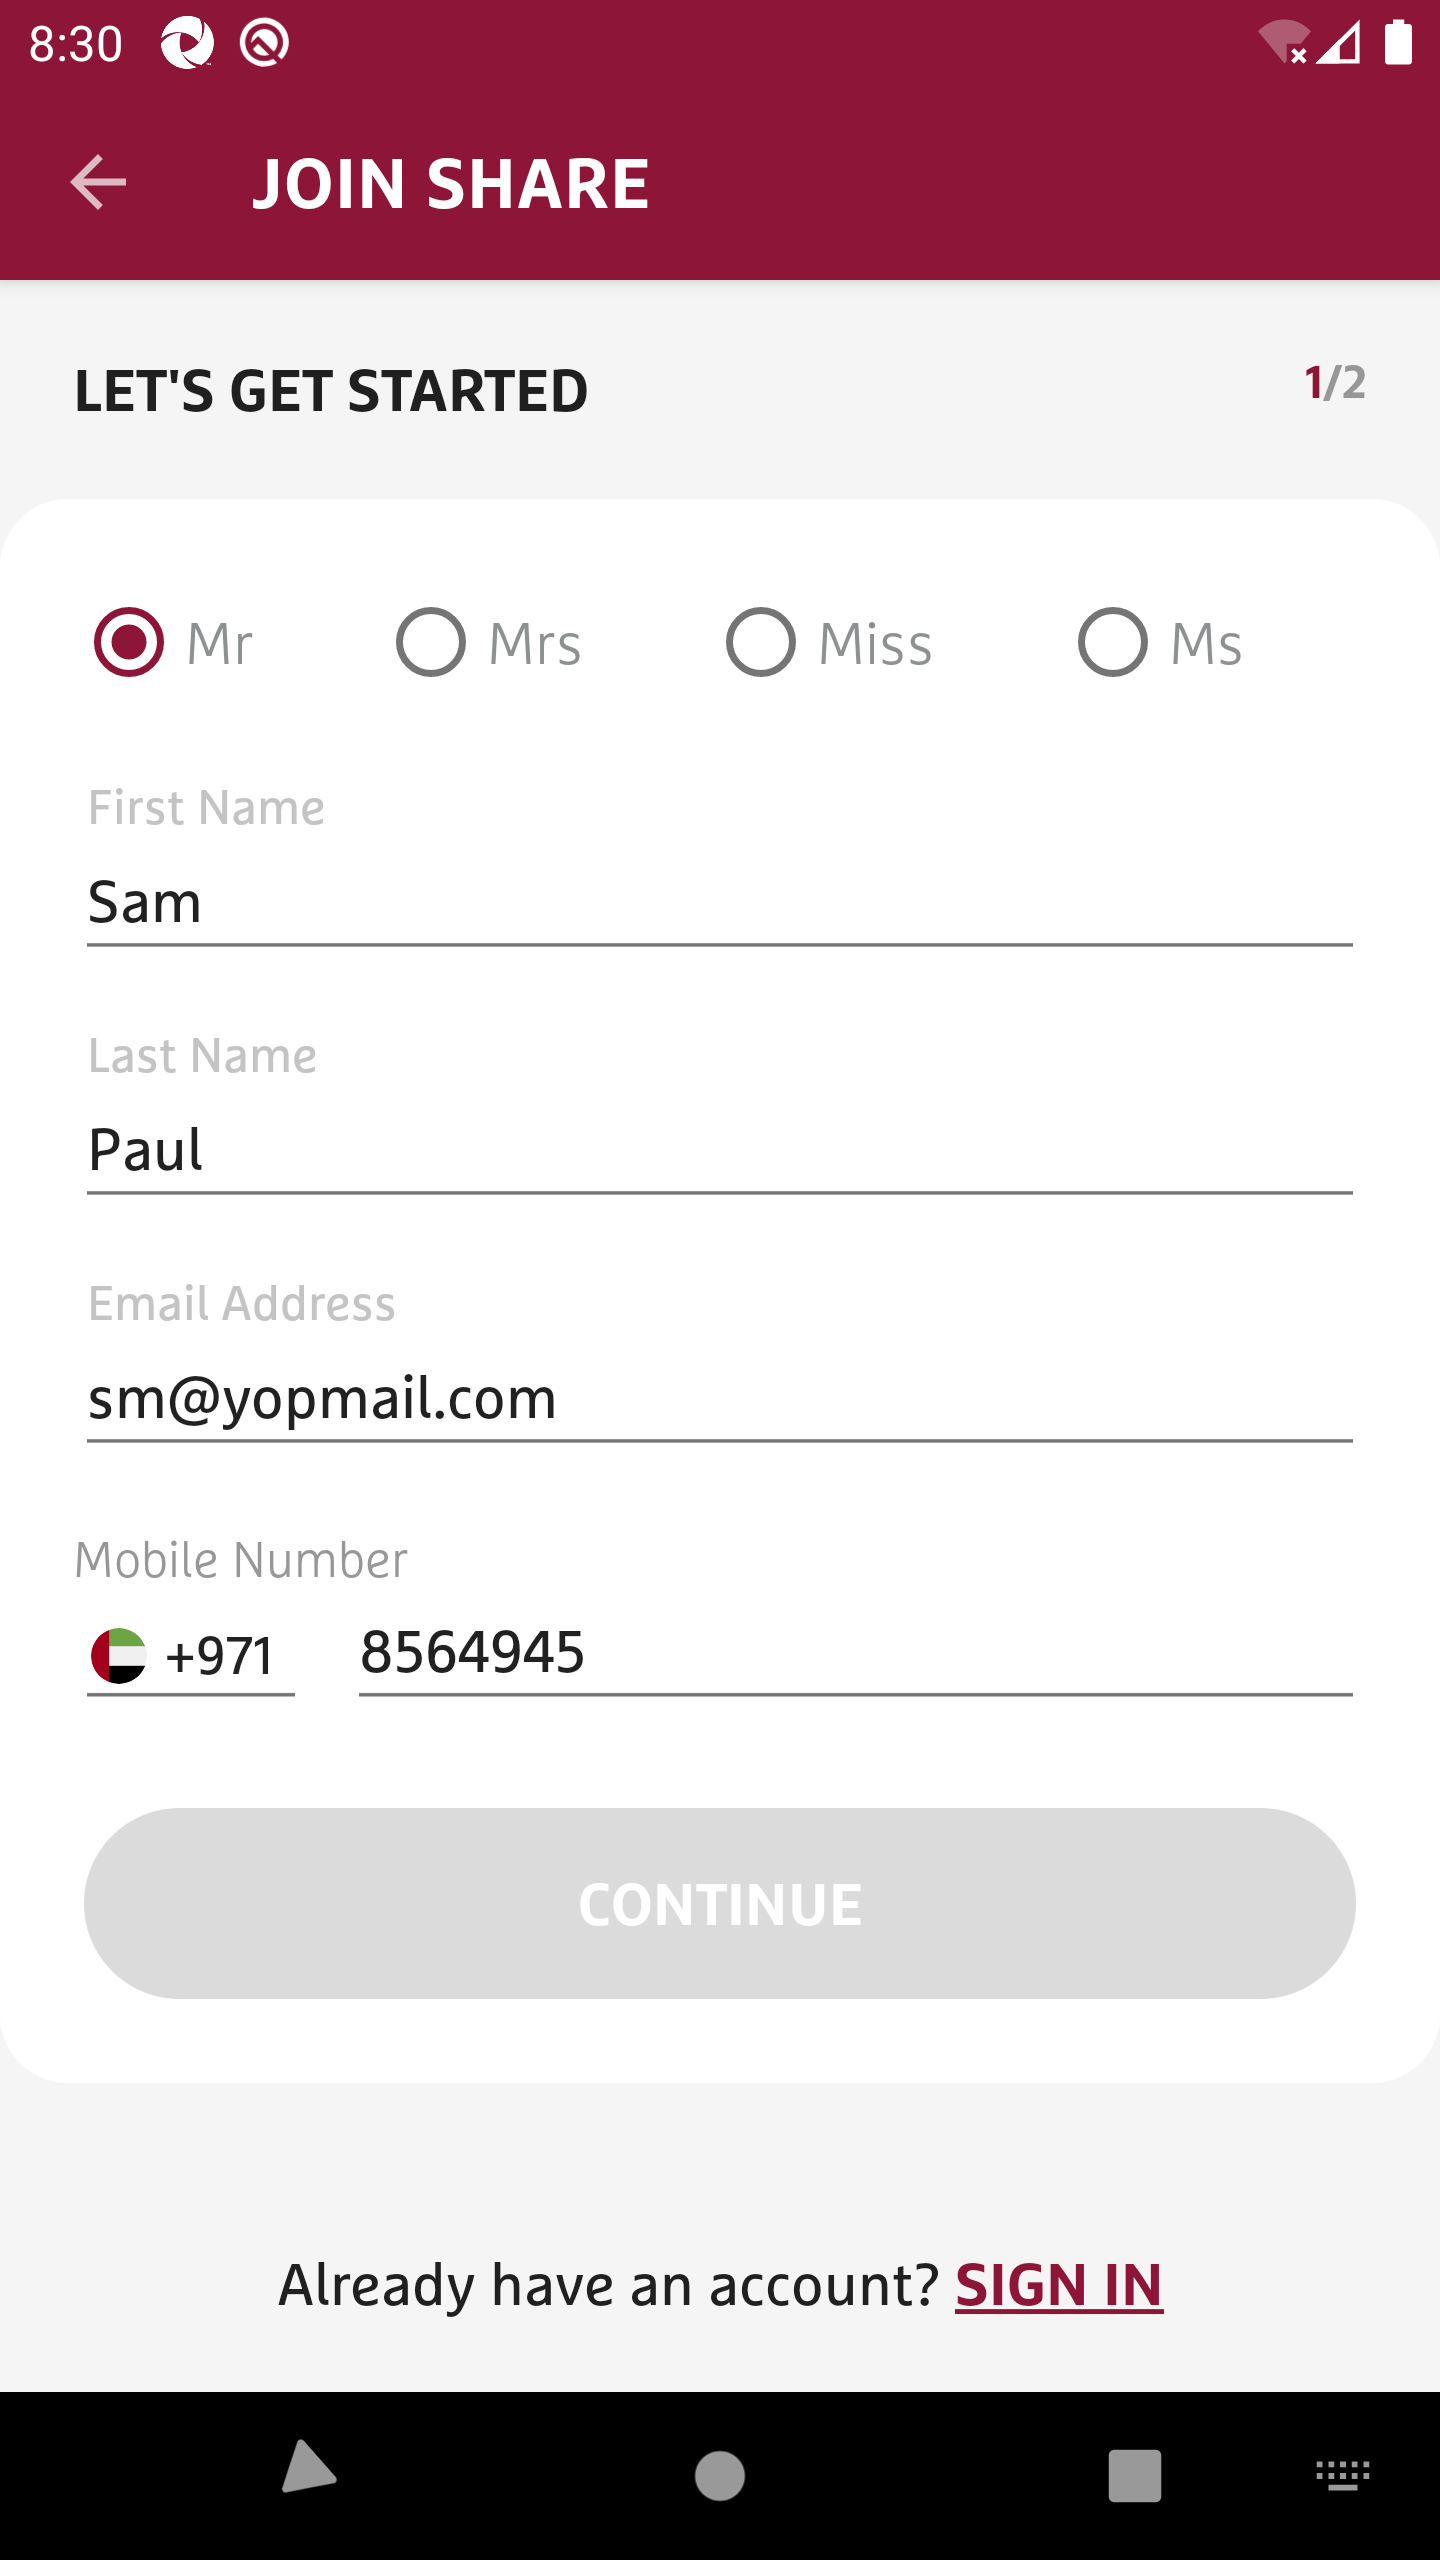 8:30
JOIN SHARE
LET'S GET STARTED 1/2
Mr Mrs Miss Ms
First Name
Sam
Last Name
Paul
Email Address
sm@yopmail.com
Mobile Number
+971 8564945
CONTINUE
Already have an account? SIGN IN